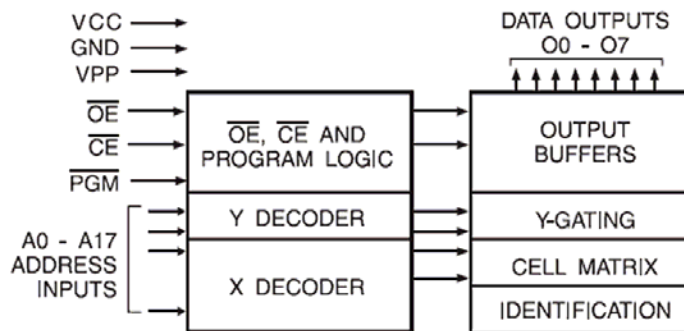 VCC
GND
VPP
OE
CE
PGM
A0 - A17
ADDRESS
INPUTS
OE, CE AND
PROGRAM LOGIC
Y DECODER
X DECODER
DATA OUTPUTS
O0 - O7
OUTPUT
BUFFERS
Y-GATING
CELL MATRIX
IDENTIFICATION